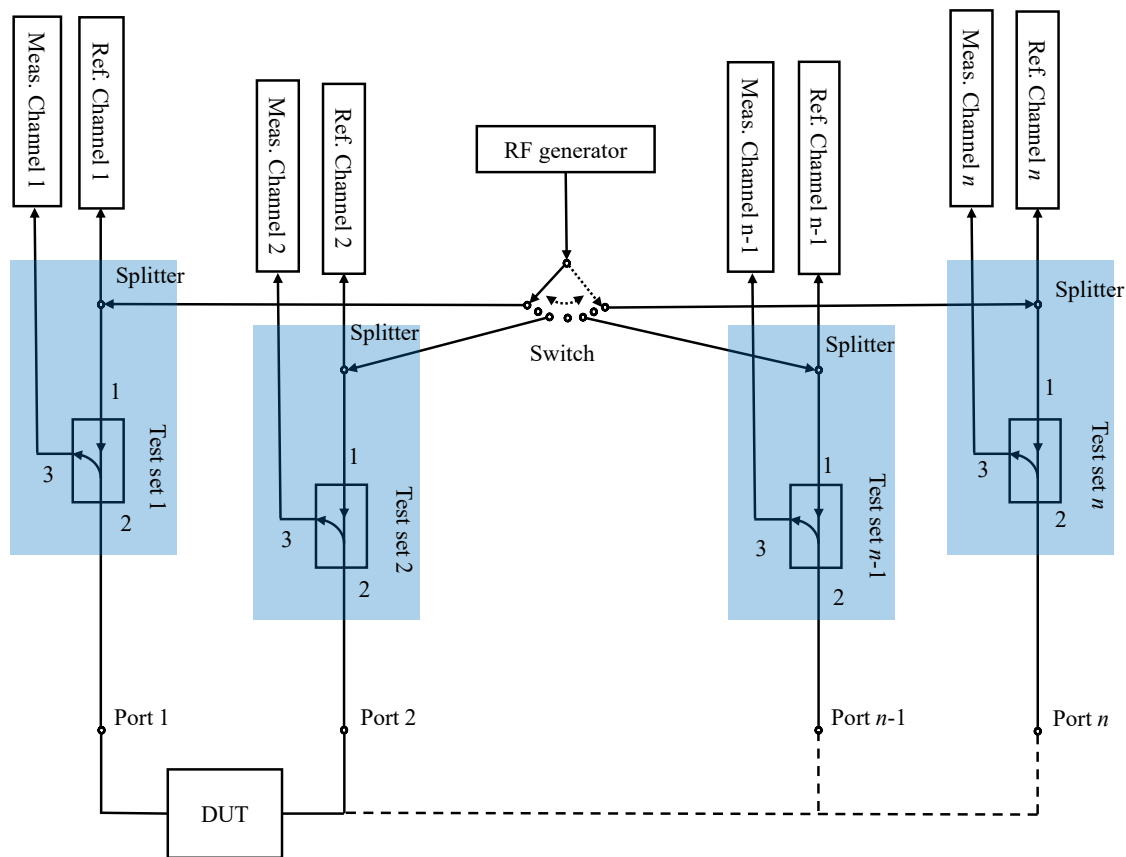 Meas. Channel 1
Ref. Channel 1
Meas. Channel 2
Ref. Channel 2
RF generator
Meas. Channel n-1
Ref. Channel n-1
Meas. Channel n
Ref. Channel n
Splitter
Splitter
Switch
Splitter
Splitter
1
3
2
Test set 1
1
3
2
Test set 2
1
3
2
Test set n-1
1
3
2
Test set n
Port 1
Port 2
Port n-1
Port n
DUT